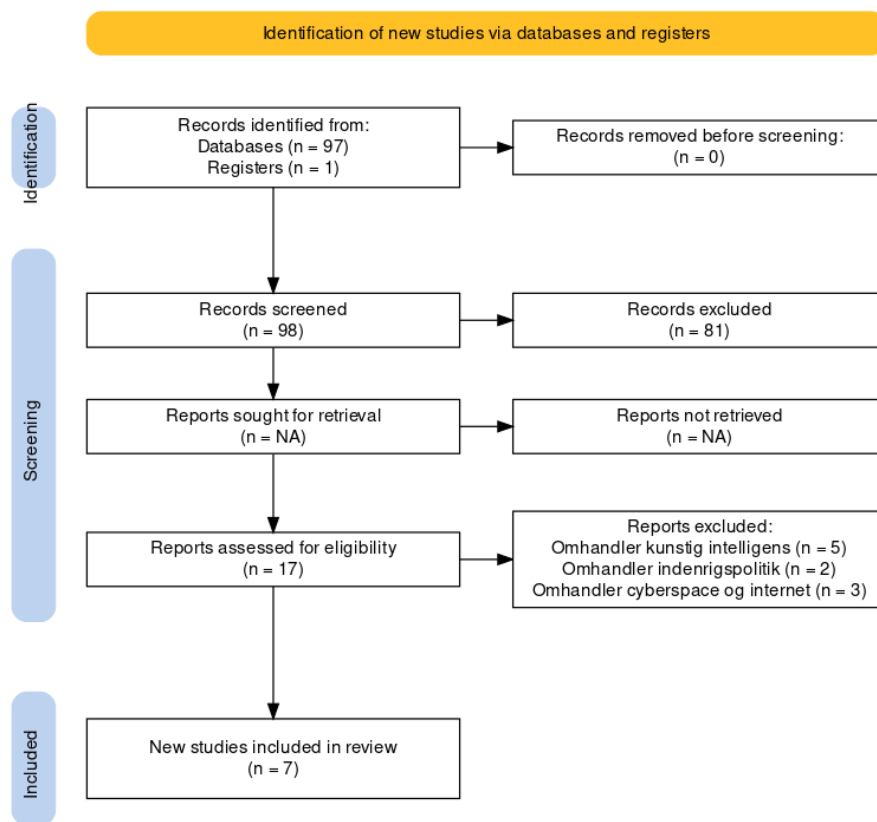 Identification of new studies via databases and registers
Identification
Records identified from:
Databases (n = 97)
Registers (n = 1)
Records removed before screening:
(n = 0)
Screening
Records screened
(n = 98)
Records excluded
(n = 81)
Reports sought for retrieval
(n = NA)
Reports not retrieved
(n = NA)
Reports assessed for eligibility
(n = 17)
Reports excluded:
Omhandler kunstig intelligens (n = 5)
Omhandler indenrigspolitik (n = 2)
Omhandler cyberspace og internet (n = 3)
Included
New studies included in review
(n = 7)